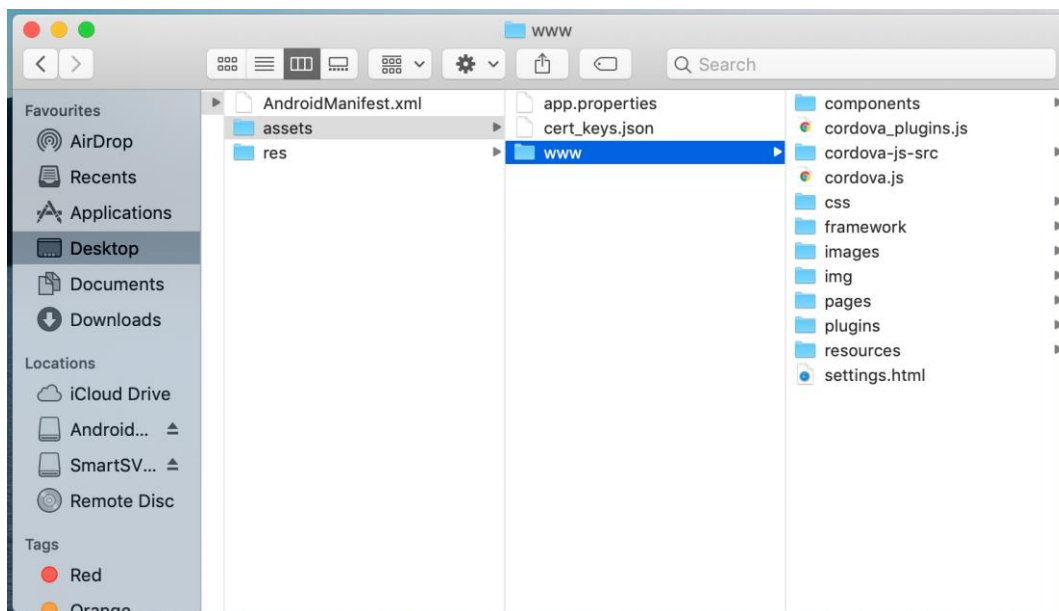 www
Search
Favourites
AirDrop
Recents
Applications
Desktop
Documents
Downloads
Locations
iCloud Drive
Android...
SmartSV...
Remote Disc
Tags
Red
Orange
AndroidManifest.xml
assets
res
app.properties
cert_keys.json
www
components
cordova_plugins.js
cordova-js-src
cordova.js
css
framework
images
img
pages
plugins
resources
settings.html